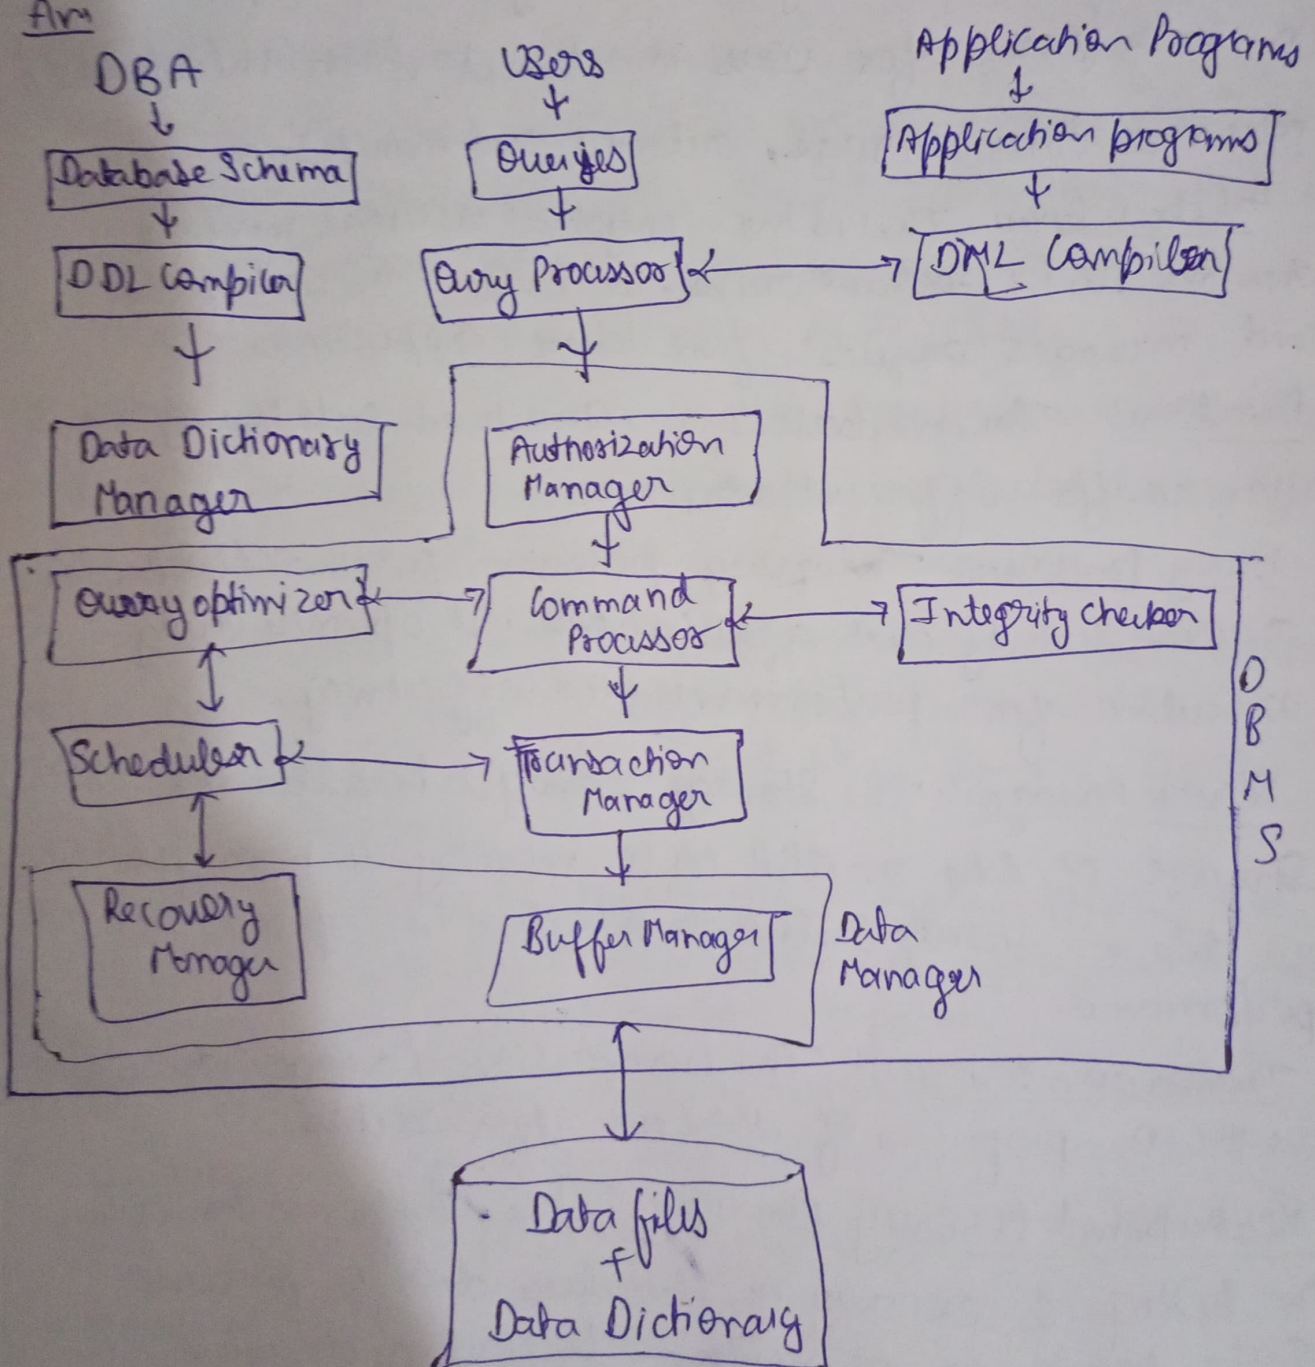 Ans
DBA
Users
Application Programs
Database Schema
Queries
Application programs
DDL Compiler
Qury Processor
DML Compiler
Data Dictionary
Manager
Authorization
Manager
Query optimizer
Command
Processor
Integrity Checker
D
B
M
S
Scheduler
Transaction
Manager
Recovery
Manager
Buffer Manager
Data
Manager
Data files
+
Data Dictionary